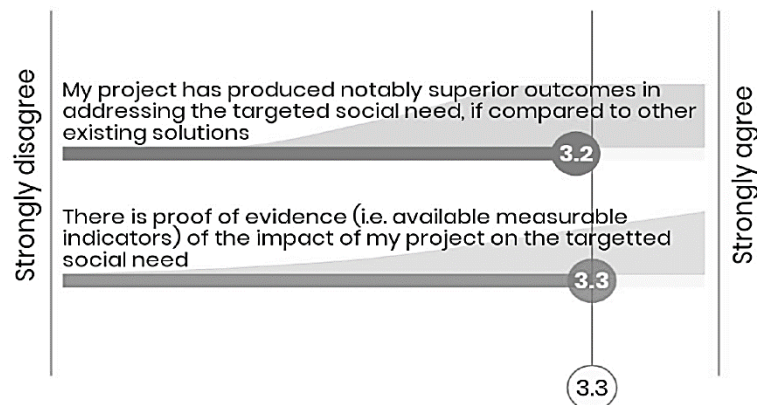 Strongly disagree
My project has produced notably superior outcomes in
addressing the targeted social need, if compared to other
existing solutions
3.2
There is proof of evidence (i.e. available measurable
indicators) of the impact of my project on the targetted
social need
3.3
3.3
Strongly agree